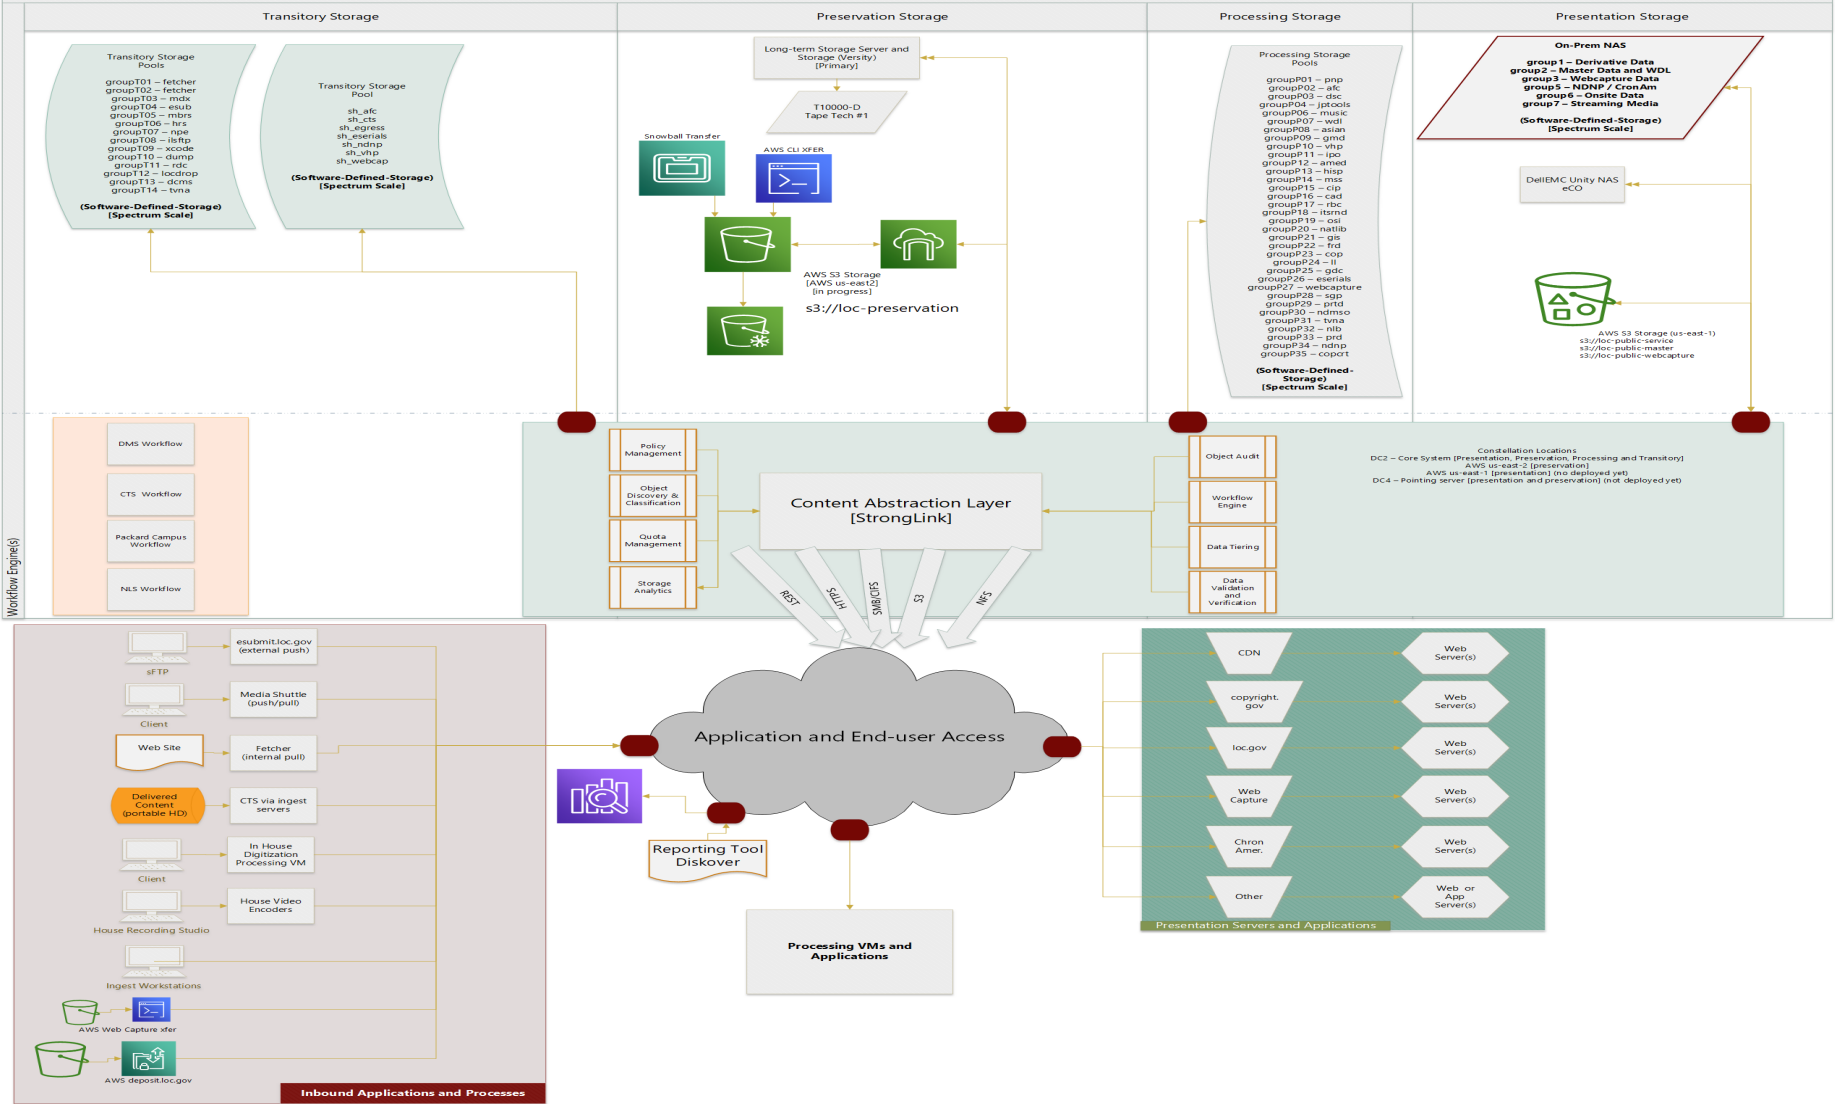 Transitory Storage
Preservation Storage
Processing Storage
Presentation Storage
Workflow Engine(s)
Transitory Storage
Pools
groupT01 – fetcher
groupT02 – fetcher
groupT03 – mdx
groupT04 – esub
groupT05 – mbrs
groupT06 – hrs
groupT07 – npe
groupT08 – ilsftp
groupT09 – xcode
groupT10 – dump
groupT11 – rdc
groupT12 – locdrop
groupT13 – dcms
groupT14 – tvna
(Software-Defined-Storage)
[Spectrum Scale]
Transitory Storage
Pool
sh_afc
sh_cts
sh_egress
sh_eserials
sh_ndnp
sh_vhp
sh_webcap
(Software-Defined-Storage)
[Spectrum Scale]
Long-term Storage Server and
Storage (Versity)
[Primary]
T10000-D
Tape Tech #1
Snowball Transfer
AWS CLI XFER
AWS S3 Storage
[AWS us-east2]
[in progress]
s3://loc-preservation
Processing Storage
Pools
groupP01 – pnp
groupP02 – afc
groupP03 – dsc
groupP04 – jptools
groupP06 – music
groupP07 – wdl
groupP08 – asian
groupP09 – gmd
groupP10 – vhp
groupP11 – ipo
groupP12 – amed
groupP13 – hisp
groupP14 – mss
groupP15 – cip
groupP16 – cad
groupP17 – rbc
groupP18 – itsrnd
groupP19 – osi
groupP20 – natlib
groupP21 – gis
groupP22 – frd
groupP23 – cop
groupP24 – ll
groupP25 – gdc
groupP26 – eserials
groupP27 – webcapture
groupP28 – sgp
groupP29 – prtd
groupP30 – ndmso
groupP31 – tvna
groupP32 – nlb
groupP33 – prd
groupP34 – ndnp
groupP35 – copcrt
(Software-Defined-
Storage)
[Spectrum Scale]
On-Prem NAS
group1 – Derivative Data
group2 – Master Data and WDL
group3 – Webcapture Data
group5 – NDNP / CronAm
group6 – Onsite Data
group7 – Streaming Media
(Software-Defined-Storage)
[Spectrum Scale]
DellEMC Unity NAS
eCO
AWS S3 Storage (us-east-1)
s3://loc-public-service
s3://loc-public-master
s3://loc-public-webcapture
DMS Workflow
CTS Workflow
Packard Campus
Workflow
NLS Workflow
Policy
Management
Object
Discovery &
Classification
Quota
Management
Storage
Analytics
Content Abstraction Layer
[StrongLink]
Object Audit
Workflow
Engine
Data Tiering
Data
Validation
and
Verification
Constellation Locations
DC2 – Core System [Presentation, Preservation, Processing and Transitory]
AWS us-east-2 [preservation]
AWS us-east-1 [presentation] (no deployed yet)
DC4 – Pointing server [presentation and preservation] (not deployed yet)
REST
HTTPS
SMB/CIFS
S3
NFS
esubmit.loc.gov
(external push)
sFTP
Media Shuttle
(push/pull)
Client
Web Site
Fetcher
(internal pull)
Delivered
Content
(portable HD)
CTS via ingest
servers
In House
Digitization
Processing VM
Client
House Video
Encoders
House Recording Studio
Ingest Workstations
AWS Web Capture xfer
AWS deposit.loc.gov
Inbound Applications and Processes
Application and End-user Access
Reporting Tool
Diskover
Processing VMs and
Applications
CDN
Web
Server(s)
copyright.
gov
Web
Server(s)
loc.gov
Web
Server(s)
Web
Capture
Web
Server(s)
Chron
Amer.
Web
Server(s)
Other
Web or
App
Server(s)
Presentation Servers and Applications